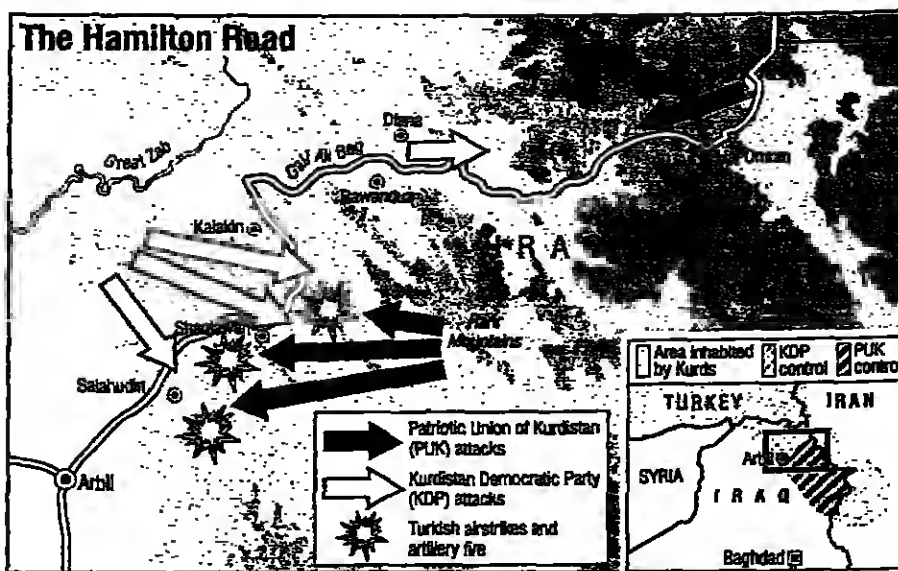 The Hamilton Road
Great Zab
Diana
Gali Ali Beg
Rawanduz
Omran
Kalakin
I R A
Mountains
Salahudin
Arbil
Patriotic Union of Kurdistan
(PUK) attacks
Kurdistan Democratic Party
(KDP) attacks
Turkish airstrikes and
artillery fire
Area inhabited
by Kurds
KDP
control
PUK
control
TURKEY
IRAN
Arbil
SYRIA
I R A Q
Baghdad